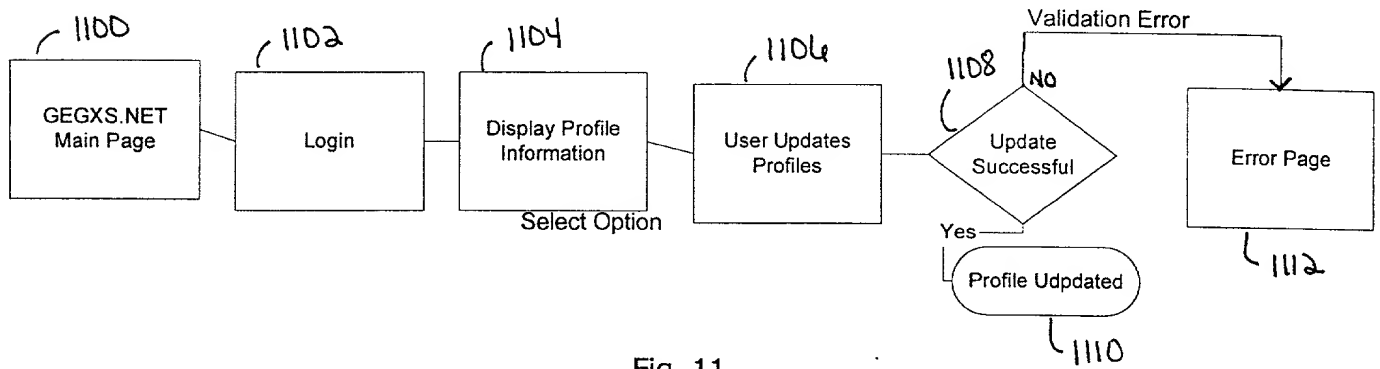 1100
GEGXS.NET
Main Page
1102
Login
1104
Display Profile
Information
Select Option
1106
User Updates
Profiles
1108
Update
Successful
NO
Validation Error
Error Page
1112
Yes
Profile Udpdated
1110
Fig. 11